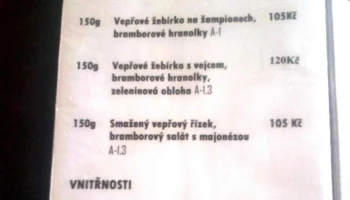 150g Vepřové žebírko na žampionech, 105Kč
bramborové hranolky A-1
150g Vepřové žebírko s vejcem, 120Kč
bramborové hranolky,
zeleninová obloha A-1.3
150g Smažený vepřový řízek, 105 Kč
bramborový salát s majonézou
A-1.3
VNITŘNOSTI